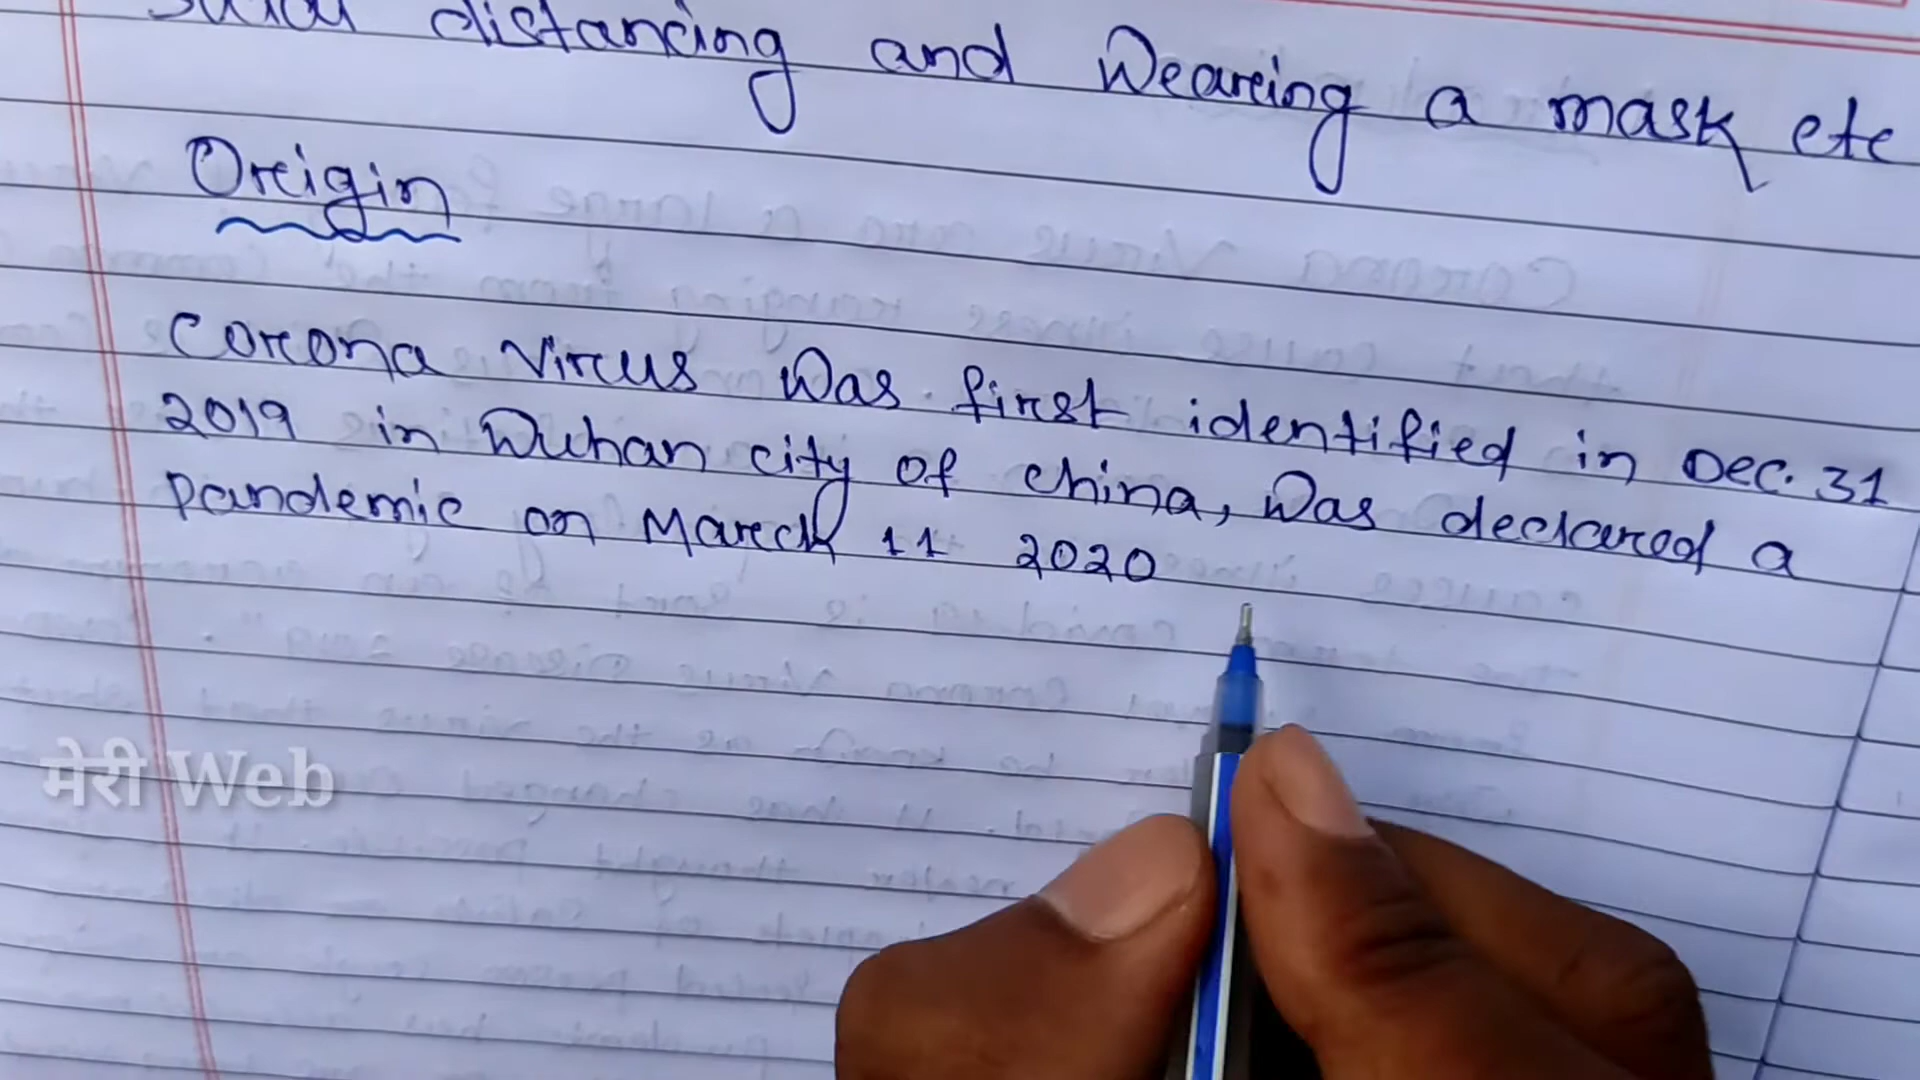 distancing and Wearing a mask etc
Origin
Corona Virus was first identified in Dec. 31
2019 in Wuhan city of China, was declared a
pandemic on March 11 2020
मेरी Web